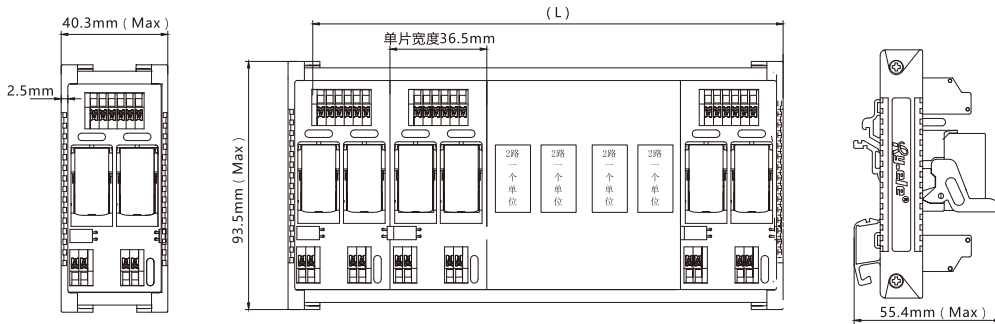 40.3mm（Max）
2.5mm
（L）
单片宽度36.5mm
93.5mm（Max）
2路一个单位
2路一个单位
2路一个单位
2路一个单位
55.4mm（Max）